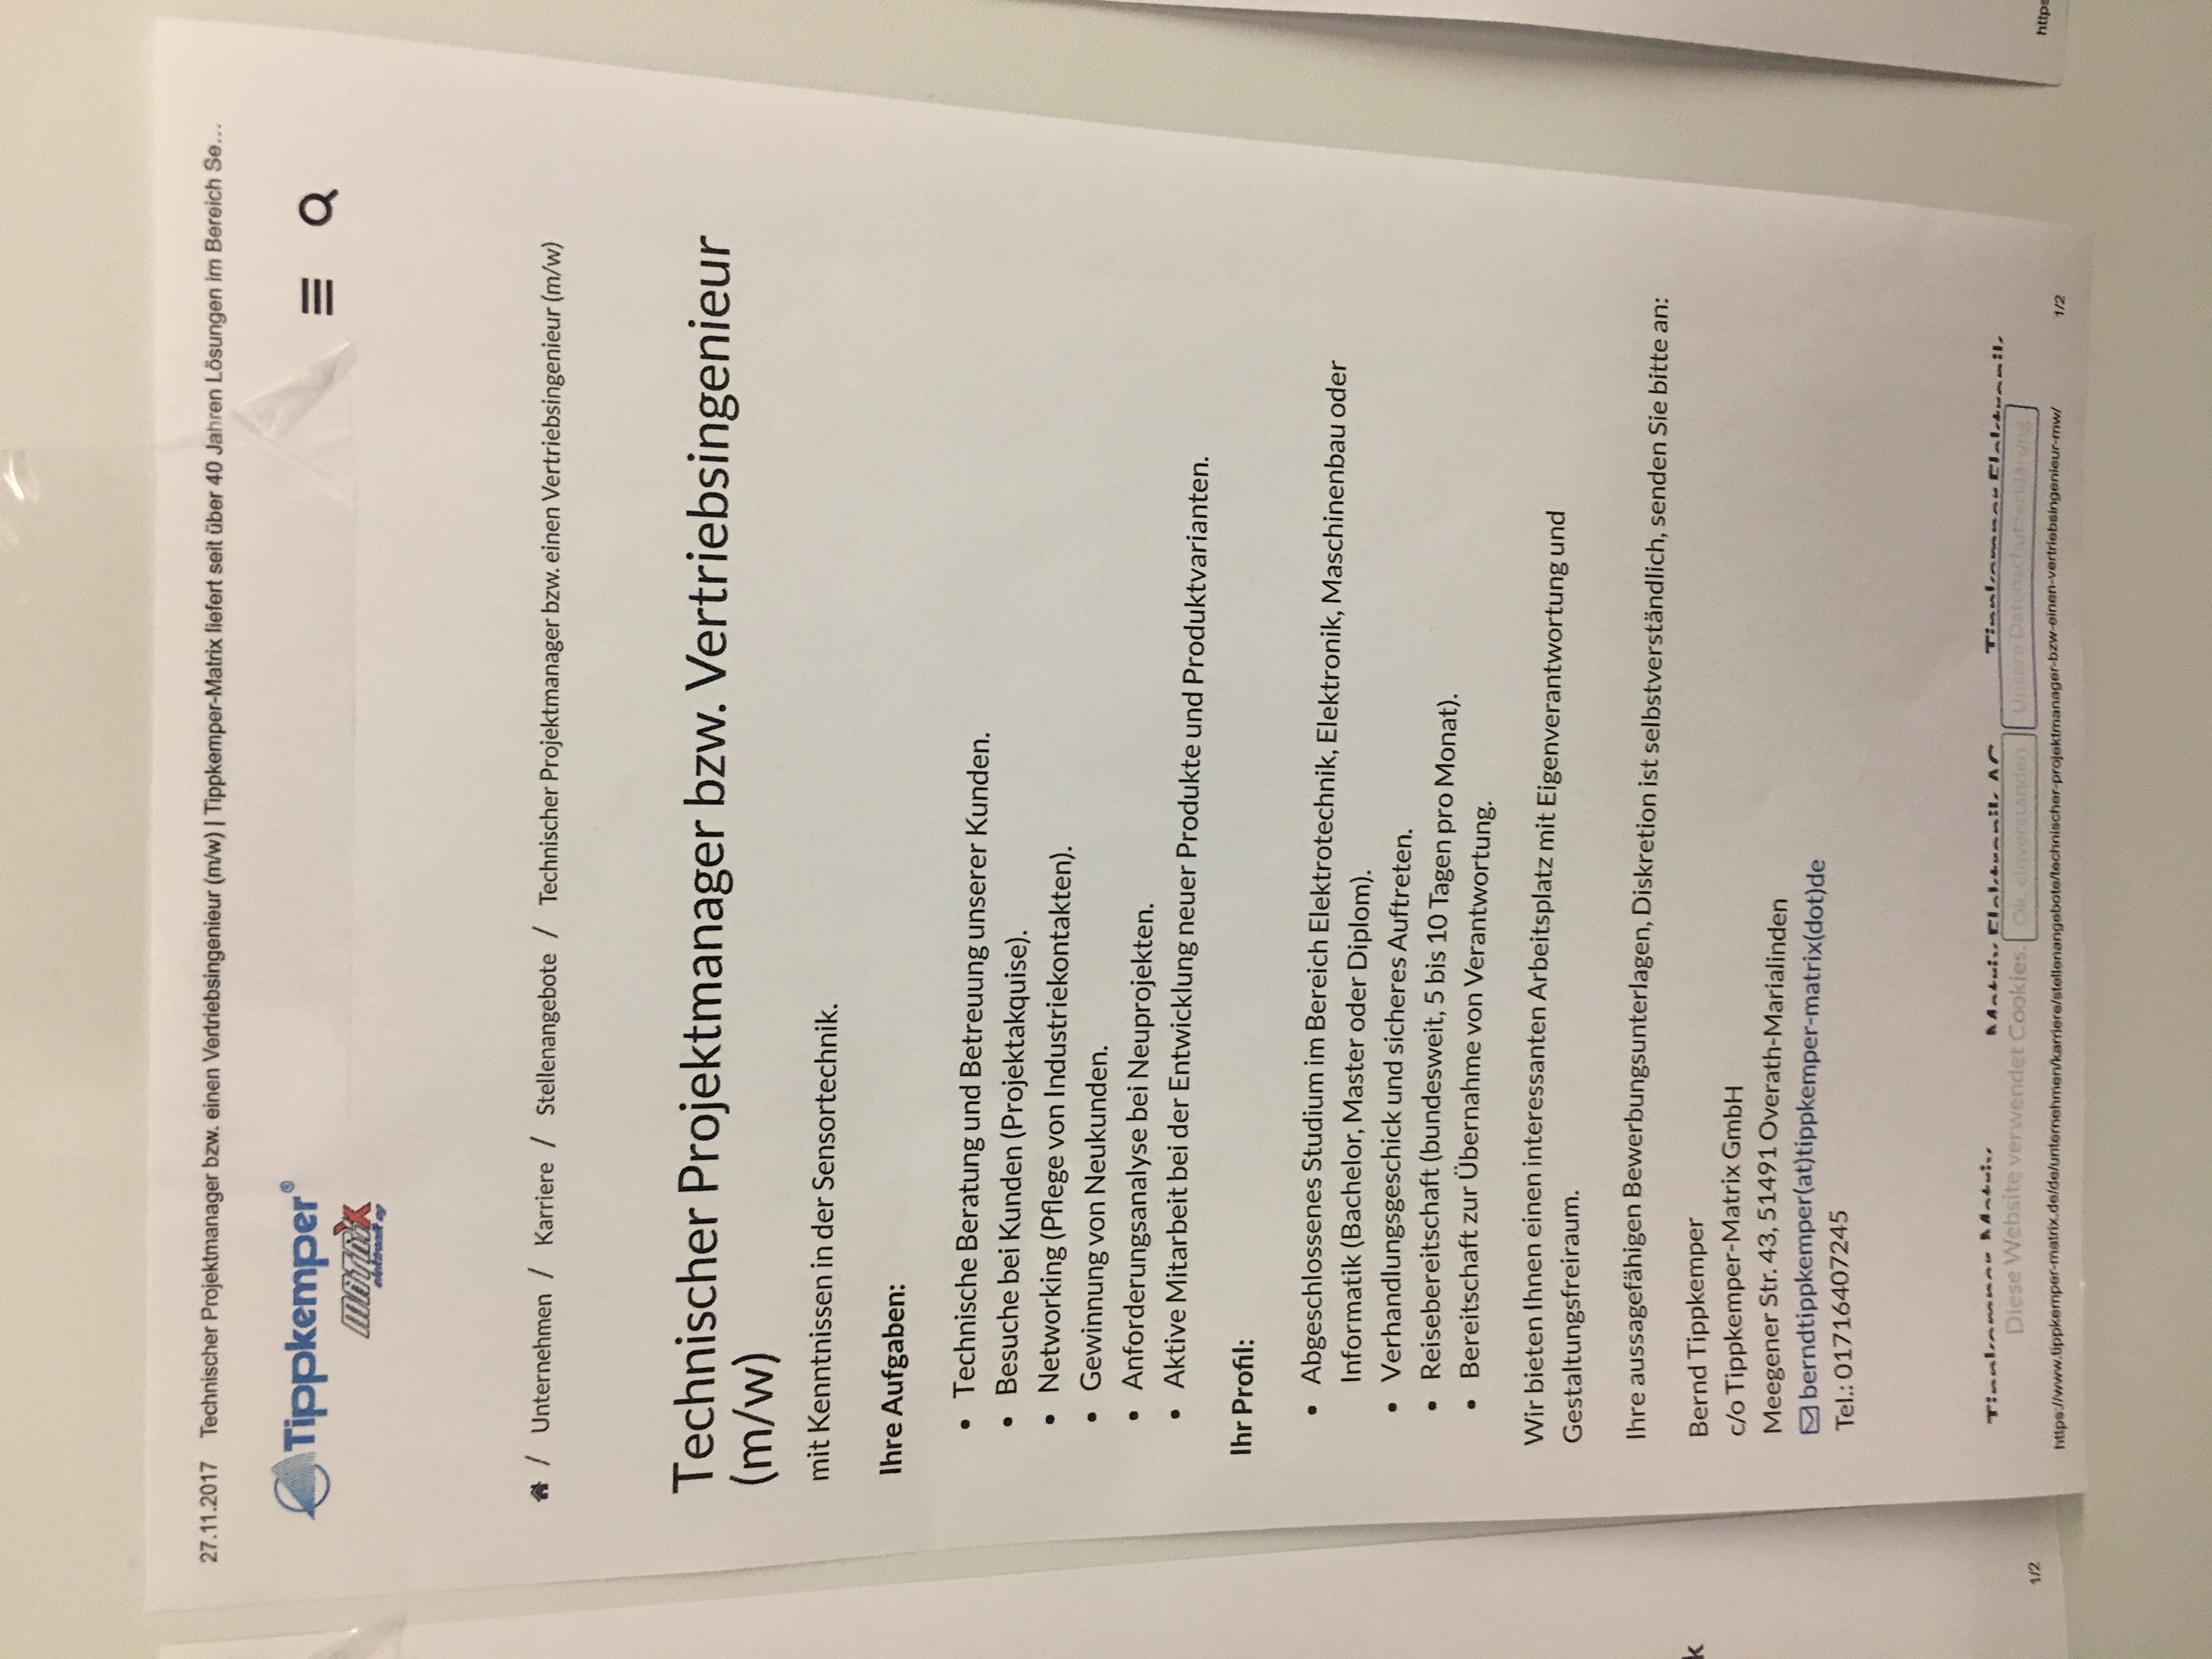 27.11.2017 Technischer Projektmanager bzw. einen Vertriebsingenieur (m/w) | Tippkemper-Matrix liefert seit über 40 Jahren Lösungen im Bereich Se...
Tippkemper®
MATRiX
elektronik ag
/ Unternehmen / Karriere / Stellenangebote / Technischer Projektmanager bzw. einen Vertriebsingenieur (m/w)
Technischer Projektmanager bzw. Vertriebsingenieur
(m/w)
mit Kenntnissen in der Sensortechnik.
Ihre Aufgaben:
• Technische Beratung und Betreuung unserer Kunden.
• Besuche bei Kunden (Projektakquise).
• Networking (Pflege von Industriekontakten).
• Gewinnung von Neukunden.
• Anforderungsanalyse bei Neuprojekten.
• Aktive Mitarbeit bei der Entwicklung neuer Produkte und Produktvarianten.
Ihr Profil:
• Abgeschlossenes Studium im Bereich Elektrotechnik, Elektronik, Maschinenbau oder
Informatik (Bachelor, Master oder Diplom).
• Verhandlungsgeschick und sicheres Auftreten.
• Reisebereitschaft (bundesweit, 5 bis 10 Tagen pro Monat).
• Bereitschaft zur Übernahme von Verantwortung.
Wir bieten Ihnen einen interessanten Arbeitsplatz mit Eigenverantwortung und
Gestaltungsfreiraum.
Ihre aussagefähigen Bewerbungsunterlagen, Diskretion ist selbstverständlich, senden Sie bitte an:
k
Bernd Tippkemper
c/o Tippkemper-Matrix GmbH
Meegener Str. 43, 51491 Overath-Marialinden
berndtippkemper(at)tippkemper-matrix(dot)de
Tel.: 01716407245
Diese Website verwendet Cookies. Ok, einverstanden Unsere Datenschutzerklärung
1/2
https://www.tippkemper-matrix.de/de/unternehmen/karriere/stellenangebote/technischer-projektmanager-bzw-einen-vertriebsingenieur-mw/ 1/2
https